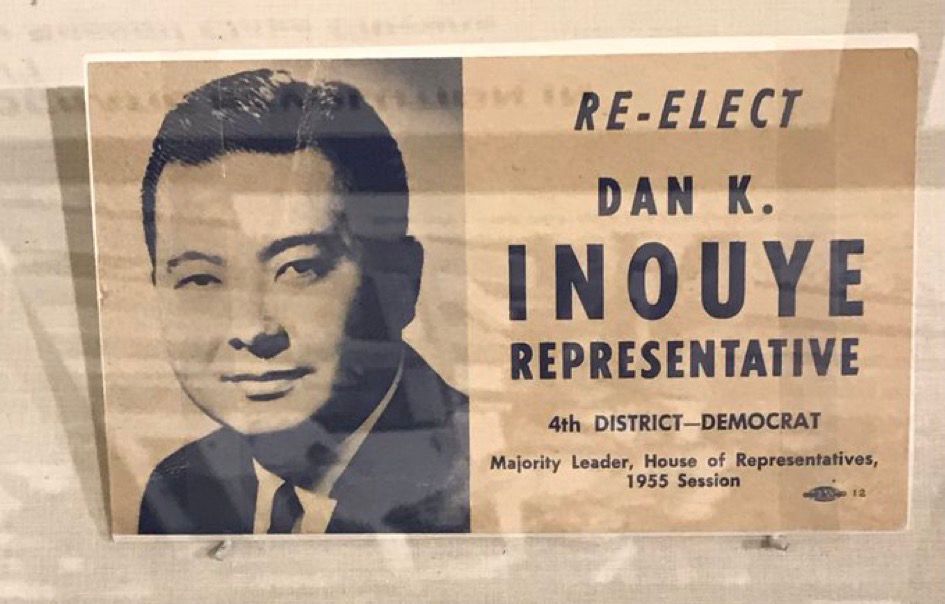 RE-ELECT
DAN K.
INOUYE
REPRESENTATIVE
4th DISTRICT—DEMOCRAT
Majority Leader, House of Representatives,
1955 Session
12